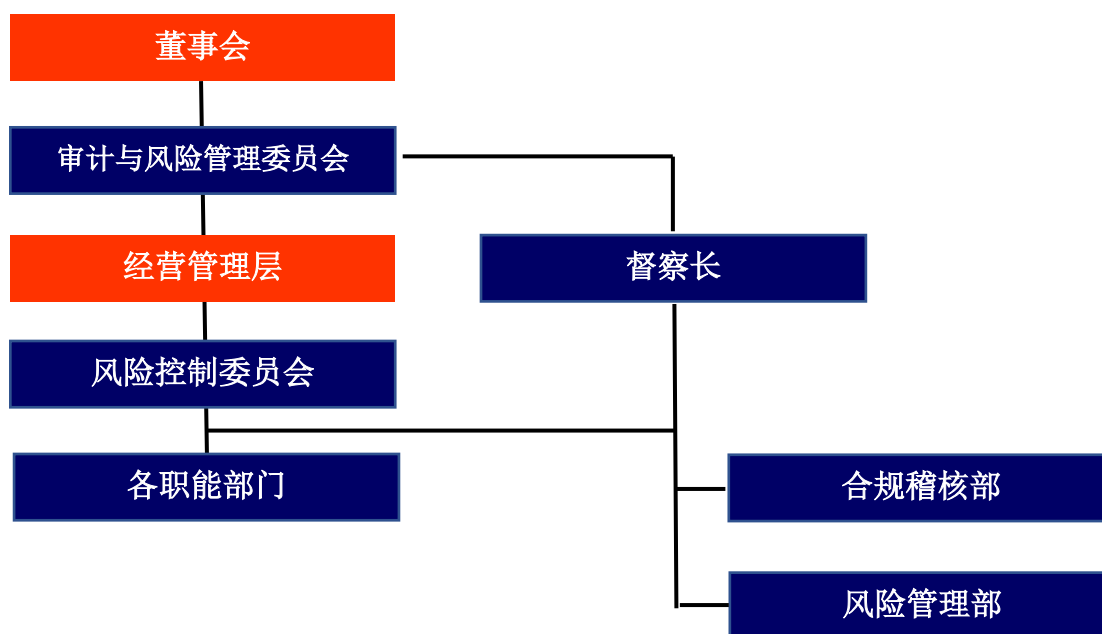 董事会
审计与风险管理委员会
经营管理层
督察长
风险控制委员会
各职能部门
合规稽核部
风险管理部